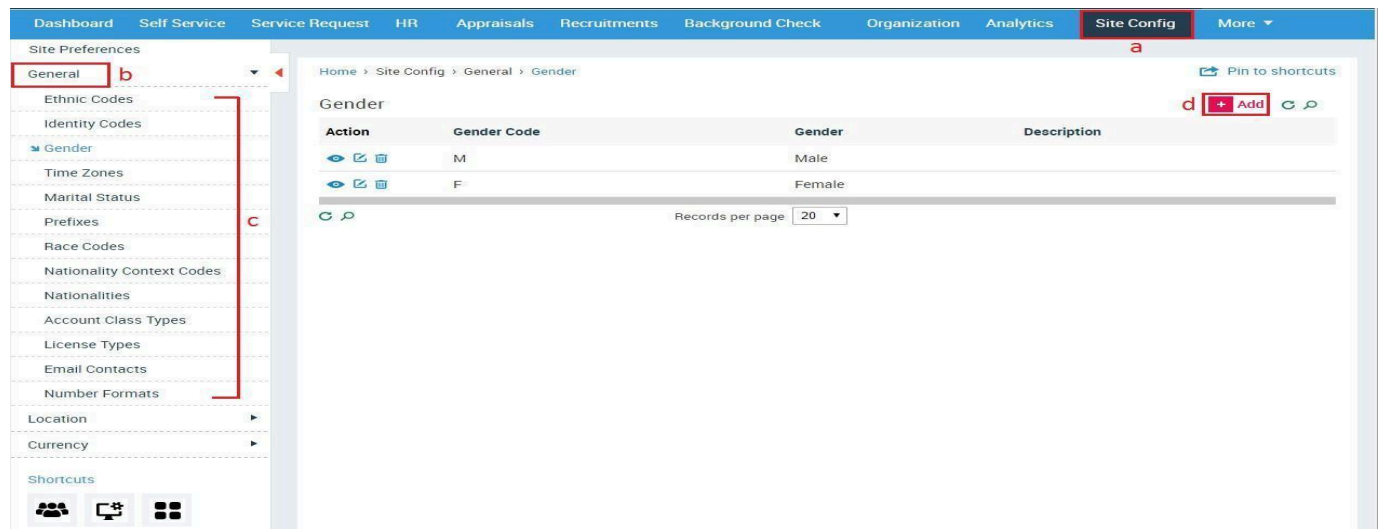 Dashboard Self Service Service Request HR Appraisals Recruitments Background Check Organization Analytics Site Config More
a
Site Preferences
General b
Home › Site Config › General › Gender
Pin to shortcuts
Ethnic Codes
Identity Codes
Gender
Time Zones
Marital Status
Prefixes
Race Codes
Nationality Context Codes
Nationalities
Account Class Types
License Types
Email Contacts
Number Formats
c
Location
Currency
Shortcuts
Gender
d + Add
Action Gender Code Gender Description
M Male
F Female
Records per page 20